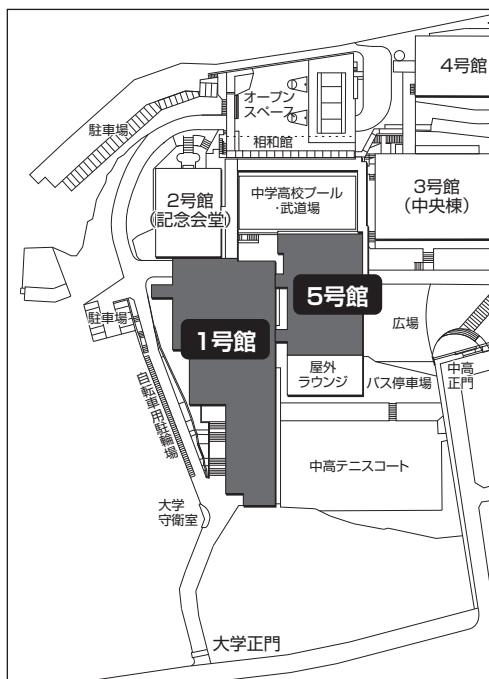 4号館
オープン
スペース
駐車場
相和館
2号館
(記念会堂)
中学高校プール
・武道場
3号館
(中央棟)
5号館
1号館
駐車場
広場
屋外
ラウンジ
バス停車場
中高
正門
自転車用駐輪場
中高テニスコート
大学
守衛室
大学正門